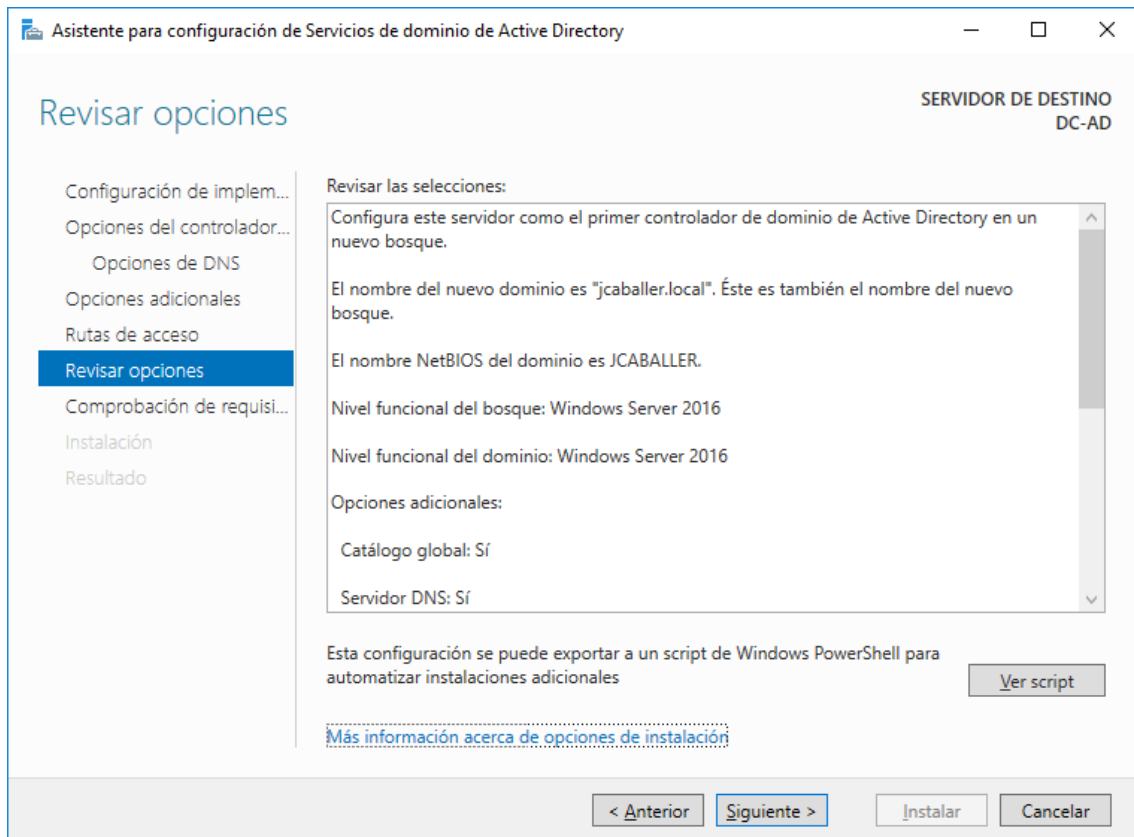 Asistente para configuración de Servicios de dominio de Active Directory
Revisar opciones
SERVIDOR DE DESTINO
DC-AD
Configuración de implem...
Opciones del controlador...
Opciones de DNS
Opciones adicionales
Rutas de acceso
Revisar opciones
Comprobación de requisi...
Instalación
Resultado
Revisar las selecciones:
Configura este servidor como el primer controlador de dominio de Active Directory en un
nuevo bosque.
El nombre del nuevo dominio es "jcaballer.local". Éste es también el nombre del nuevo
bosque.
El nombre NetBIOS del dominio es JCABALLER.
Nivel funcional del bosque: Windows Server 2016
Nivel funcional del dominio: Windows Server 2016
Opciones adicionales:
Catálogo global: Sí
Servidor DNS: Sí
Esta configuración se puede exportar a un script de Windows PowerShell para
automatizar instalaciones adicionales
Ver script
Más información acerca de opciones de instalación
< Anterior
Siguiente >
Instalar
Cancelar